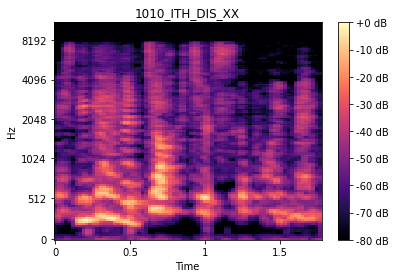 1010_ITH_DIS_XX
+0 dB
8192
-10 dB
4096
-20 dB
-30 dB
2048
Hz
-40 dB
1024
-50 dB
512
-60 dB
-70 dB
0
-80 dB
0 0.5 1 1.5
Time